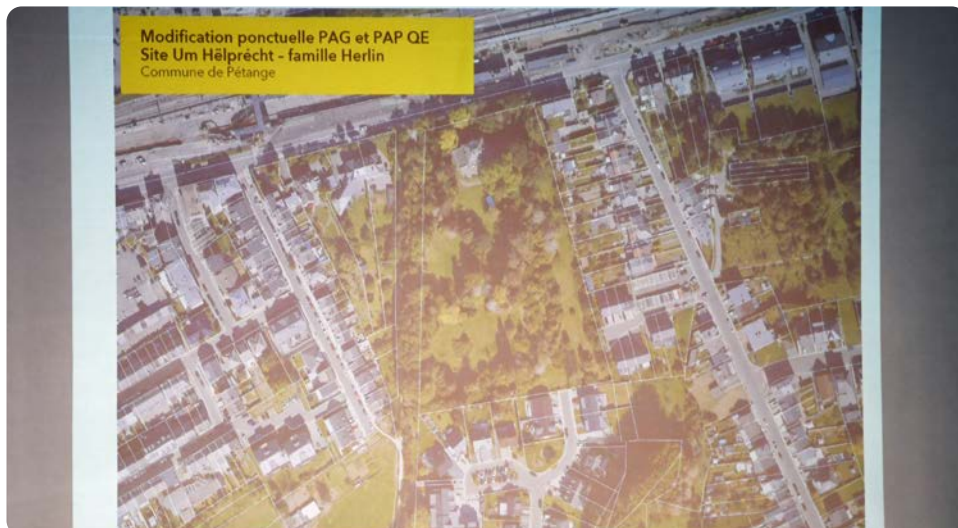 Modification ponctuelle PAG et PAP QE
Site Um Hëlprécht - famille Herlin
Commune de Pétange